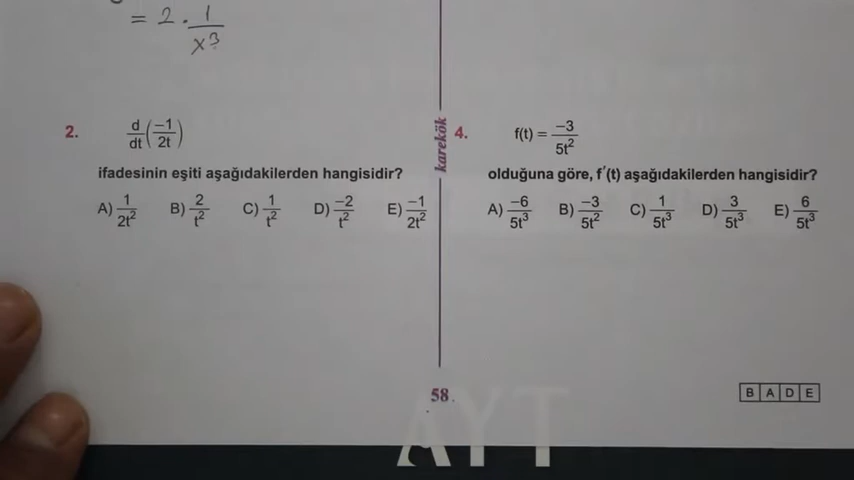 = 2 . 1/x³
2. d/dt(-1/2t)
ifadesinin eşiti aşağıdakilerden hangisidir?
A) 1/2t² B) 2/t² C) 1/t² D) -2/t² E) -1/2t²
karekök
4. f(t) = -3/5t²
olduğuna göre, f'(t) aşağıdakilerden hangisidir?
A) -6/5t³ B) -3/5t² C) 1/5t³ D) 3/5t³ E) 6/5t³
58
B A D E
AYT